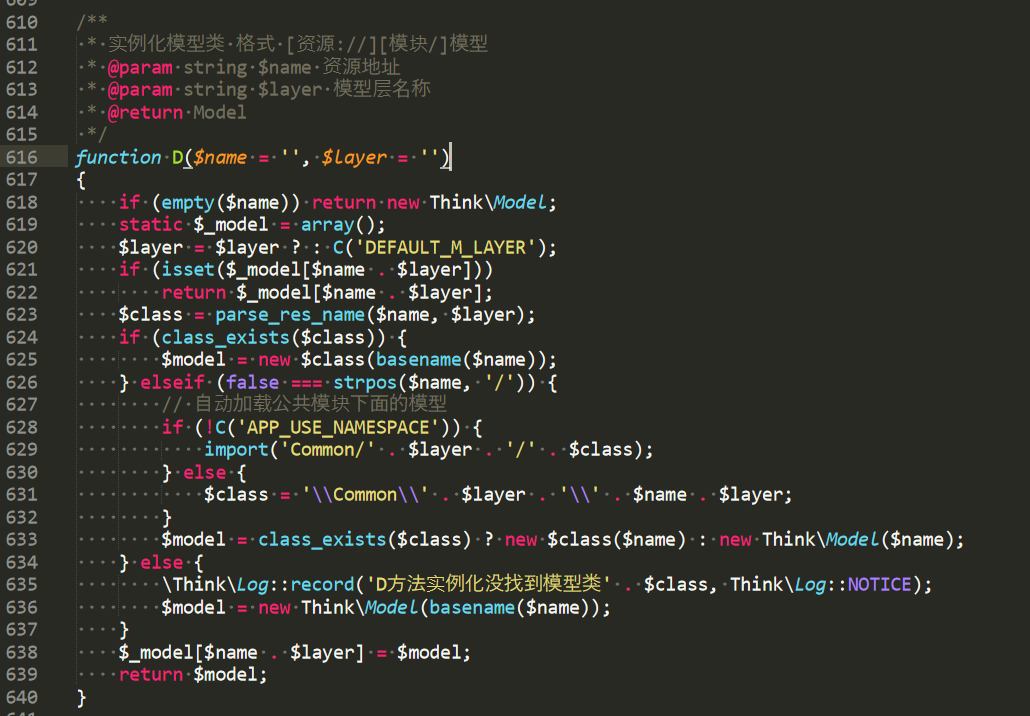 609
610 /**
611  * 实例化模型类 格式 [资源://][模块/]模型
612  * @param string $name 资源地址
613  * @param string $layer 模型层名称
614  * @return Model
615  */
616 function D($name = '', $layer = '')
617 {
618     if (empty($name)) return new Think\Model;
619     static $_model = array();
620     $layer = $layer ? : C('DEFAULT_M_LAYER');
621     if (isset($_model[$name . $layer]))
622         return $_model[$name . $layer];
623     $class = parse_res_name($name, $layer);
624     if (class_exists($class)) {
625         $model = new $class(basename($name));
626     } elseif (false === strpos($name, '/')) {
627         // 自动加载公共模块下面的模型
628         if (!C('APP_USE_NAMESPACE')) {
629             import('Common/' . $layer . '/' . $class);
630         } else {
631             $class = '\\Common\\' . $layer . '\\' . $name . $layer;
632         }
633         $model = class_exists($class) ? new $class($name) : new Think\Model($name);
634     } else {
635         \Think\Log::record('D方法实例化没找到模型类' . $class, Think\Log::NOTICE);
636         $model = new Think\Model(basename($name));
637     }
638     $_model[$name . $layer] = $model;
639     return $model;
640 }
641